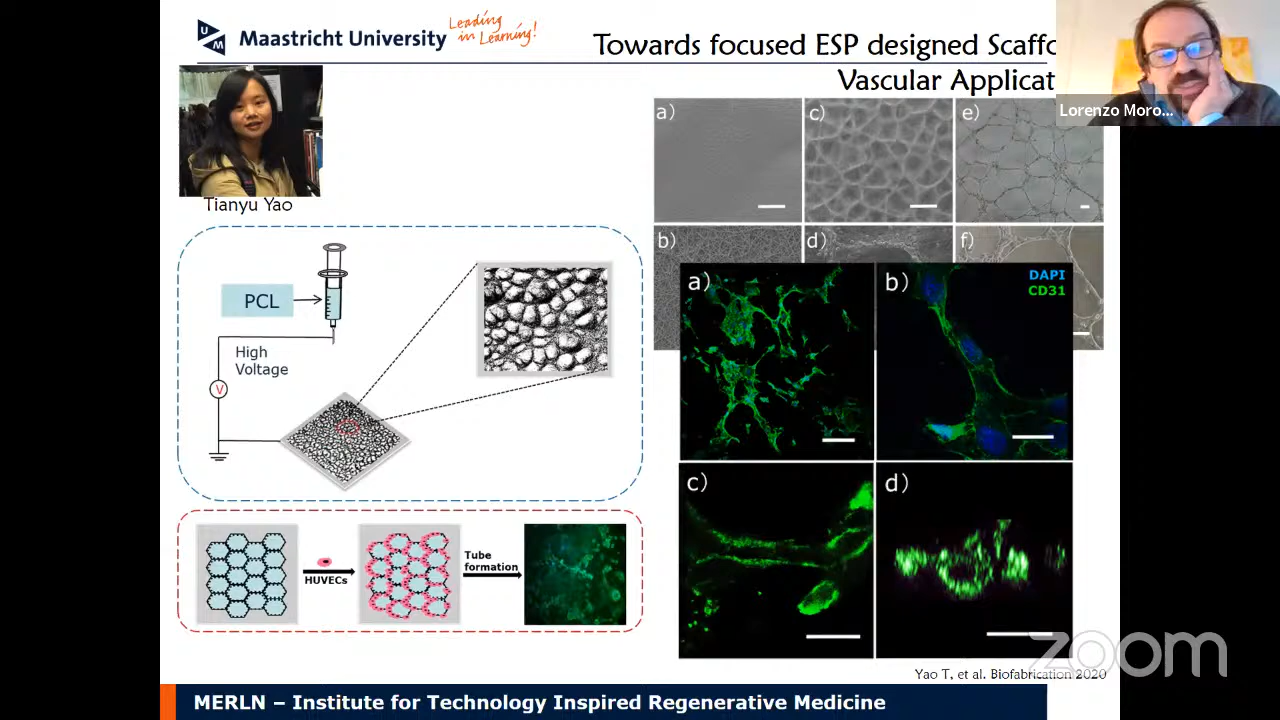 UM
Maastricht University
Leading
in Learning!
Towards focused ESP designed Scaffo
Vascular Applicat
Lorenzo Moro...
Tianyu Yao
a)
c)
e)
b)
d)
f)
PCL
High
Voltage
V
a)
b)
DAPI
CD31
c)
d)
HUVECs
Tube
formation
zoom
Yao T, et al. Biofabrication 2020
MERLN – Institute for Technology Inspired Regenerative Medicine